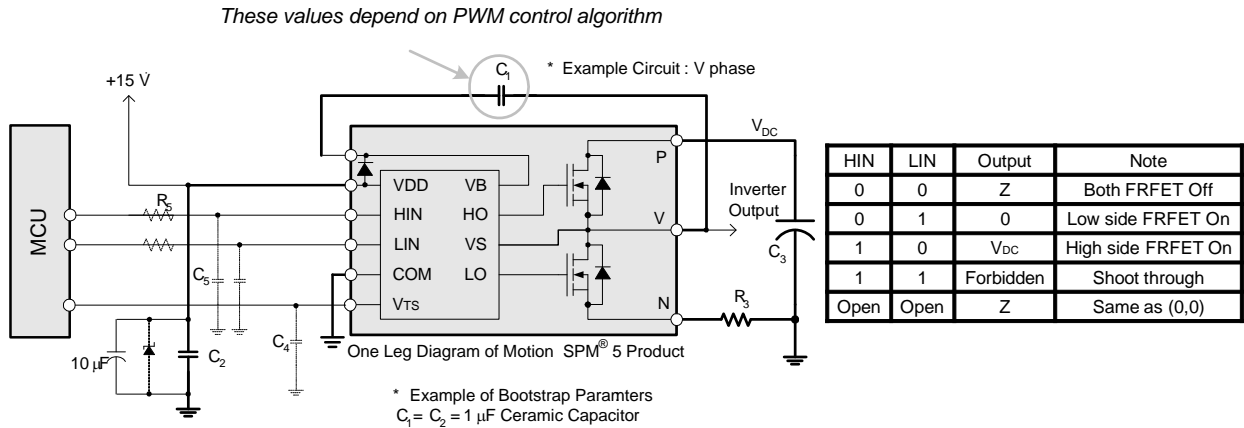 These values depend on PWM control algorithm
C1
* Example Circuit : V phase
+15 V
VDC
P
MCU
R5
VDD VB
HIN HO
LIN VS
COM LO
VTS
V
N
Inverter
Output
C5
C4
C3
R3
10 µF
C2
One Leg Diagram of Motion SPM® 5 Product
* Example of Bootstrap Paramters
C1= C2 = 1 µF Ceramic Capacitor
HIN LIN Output Note
0 0 Z Both FRFET Off
0 1 0 Low side FRFET On
1 0 VDC High side FRFET On
1 1 Forbidden Shoot through
Open Open Z Same as (0,0)